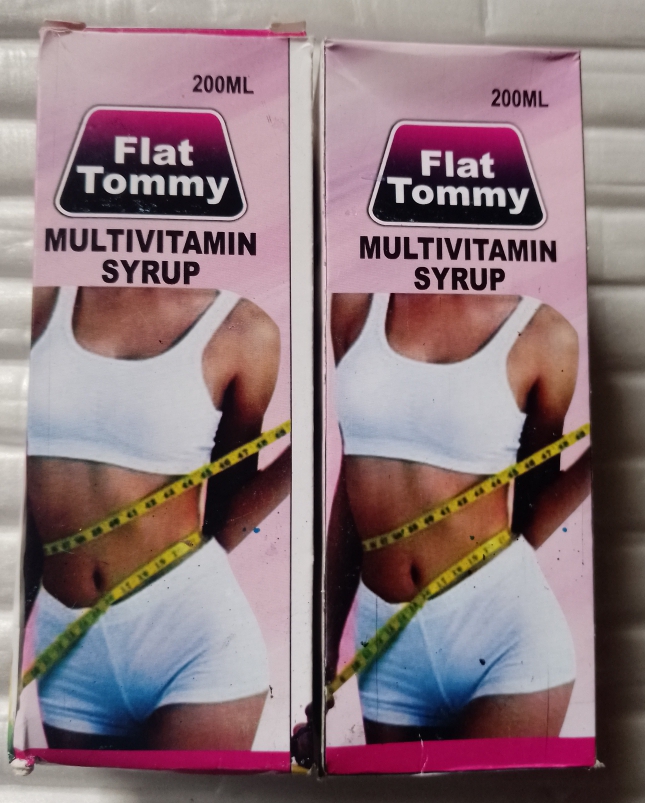 200ML
Flat
Tommy
MULTIVITAMIN
SYRUP
200ML
Flat
Tommy
MULTIVITAMIN
SYRUP